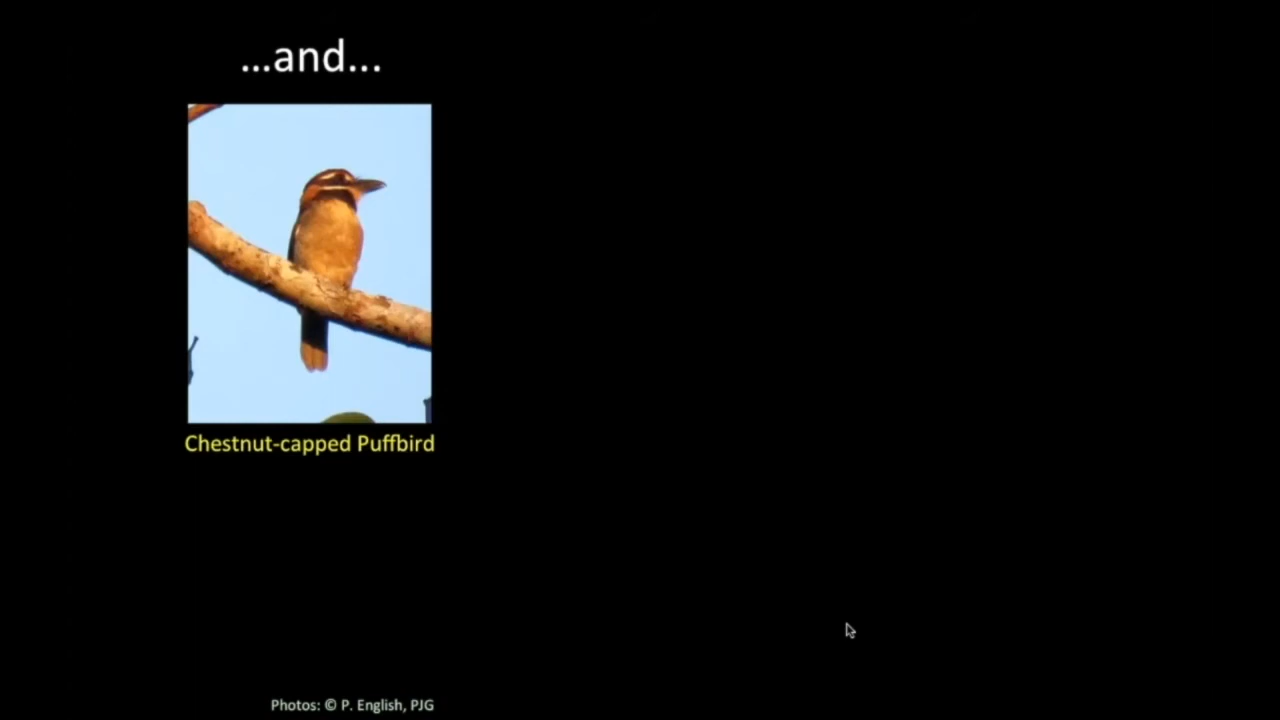 ...and...
Chestnut-capped Puffbird
Photos: © P. English, PJG